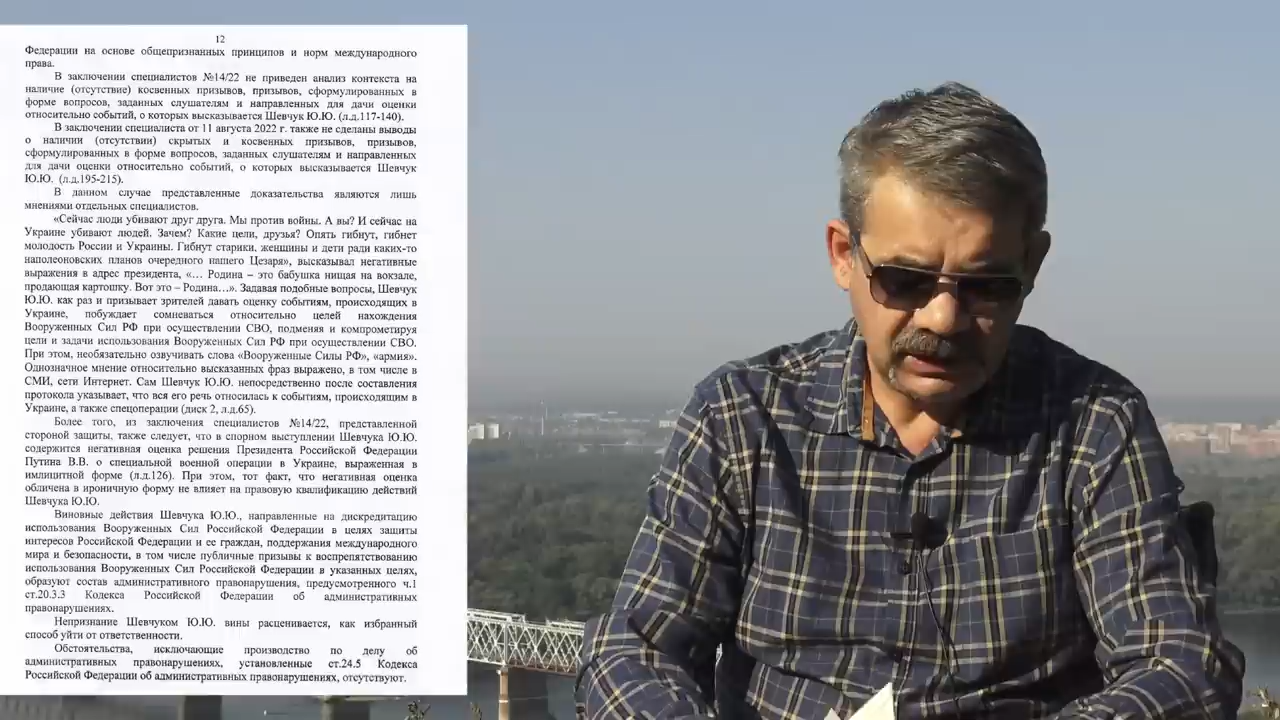 12
Федерации на основе общепризнанных принципов и норм международного
права.
В заключении специалистов №14/22 не приведен анализ контекста на
наличие (отсутствие) косвенных призывов, призывов, сформулированных в
форме вопросов, заданных слушателям и направленных для дачи оценки
относительно событий, о которых высказывается Шевчук Ю.Ю. (л.д.117-140).
В заключении специалиста от 11 августа 2022 г. также не сделаны выводы
о наличии (отсутствии) скрытых и косвенных призывов, призывов,
сформулированных в форме вопросов, заданных слушателям и направленных
для дачи оценки относительно событий, о которых высказывается Шевчук
Ю.Ю. (л.д.195-215).
В данном случае представленные доказательства являются лишь
мнениями отдельных специалистов.
«Сейчас люди убивают друг друга. Мы против войны. А вы? И сейчас на
Украине убивают людей. Зачем? Какие цели, друзья? Опять гибнут, гибнет
молодость России и Украины. Гибнут старики, женщины и дети ради каких-то
наполеоновских планов очередного нашего Цезаря», высказывал негативные
выражения в адрес президента, «… Родина – это бабушка нищая на вокзале,
продающая картошку. Вот это – Родина…». Задавая подобные вопросы, Шевчук
Ю.Ю. как раз и призывает зрителей давать оценку событиям, происходящих в
Украине, побуждает сомневаться относительно целей нахождения
Вооруженных Сил РФ при осуществлении СВО, подменяя и компрометируя
цели и задачи использования Вооруженных Сил РФ при осуществлении СВО.
При этом, необязательно озвучивать слова «Вооруженные Силы РФ», «армия».
Однозначное мнение относительно высказанных фраз выражено, в том числе в
СМИ, сети Интернет. Сам Шевчук Ю.Ю. непосредственно после составления
протокола указывает, что вся его речь относилась к событиям, происходящим в
Украине, а также спецоперации (диск 2, л.д.65).
Более того, из заключения специалистов №14/22, представленной
стороной защиты, также следует, что в спорном выступлении Шевчука Ю.Ю.
содержится негативная оценка решения Президента Российской Федерации
Путина В.В. о специальной военной операции в Украине, выраженная в
имлицитной форме (л.д.126). При этом, тот факт, что негативная оценка
обличена в ироничную форму не влияет на правовую квалификацию действий
Шевчука Ю.Ю.
Виновные действия Шевчука Ю.Ю., направленные на дискредитацию
использования Вооруженных Сил Российской Федерации в целях защиты
интересов Российской Федерации и ее граждан, поддержания международного
мира и безопасности, в том числе публичные призывы к воспрепятствованию
использования Вооруженных Сил Российской Федерации в указанных целях,
образуют состав административного правонарушения, предусмотренного ч.1
ст.20.3.3 Кодекса Российской Федерации об административных
правонарушениях.
Непризнание Шевчуком Ю.Ю. вины расценивается, как избранный
способ уйти от ответственности.
Обстоятельства, исключающие производство по делу об
административных правонарушениях, установленные ст.24.5 Кодекса
Российской Федерации об административных правонарушениях, отсутствуют.